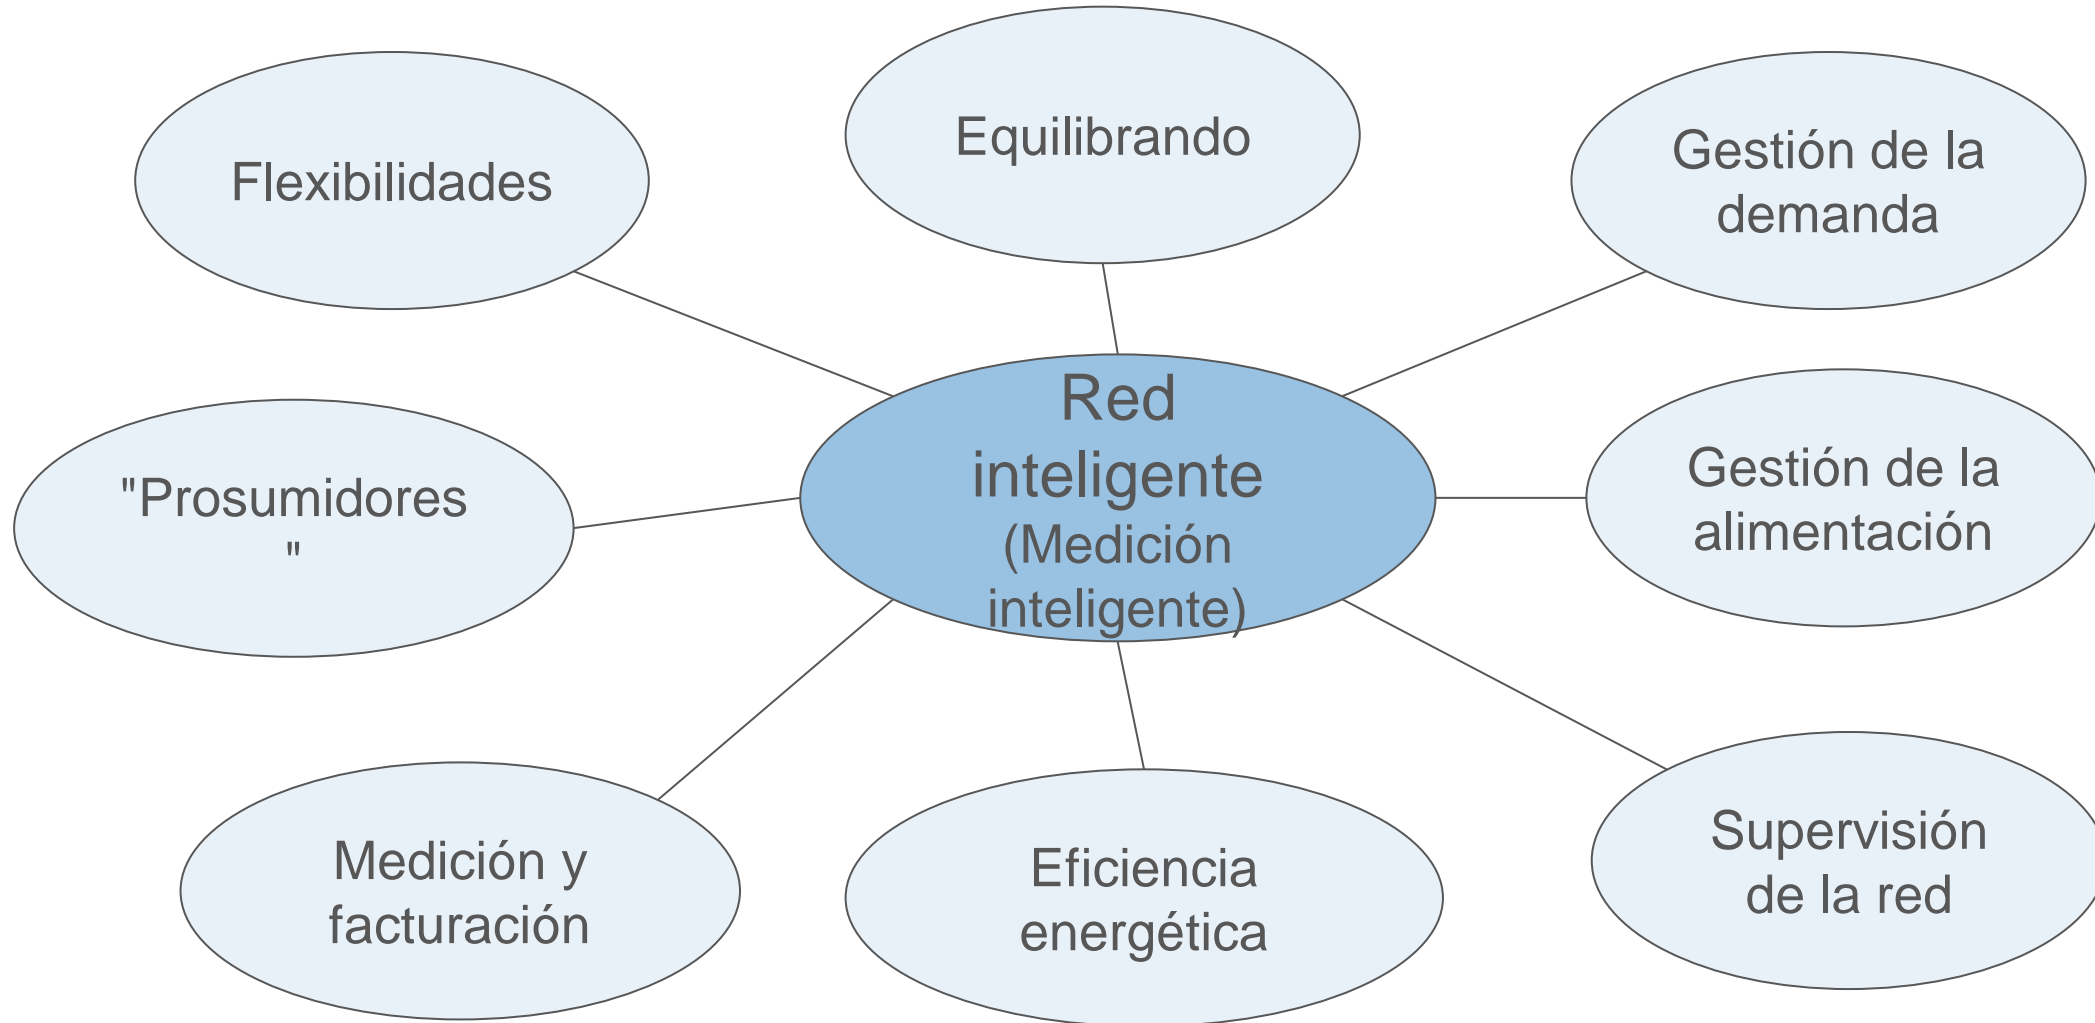 Equilibrando
Flexibilidades
Gestión de la
demanda
Red
inteligente
(Medición
inteligente)
"Prosumidores
"
Gestión de la
alimentación
Medición y
facturación
Eficiencia
energética
Supervisión
de la red